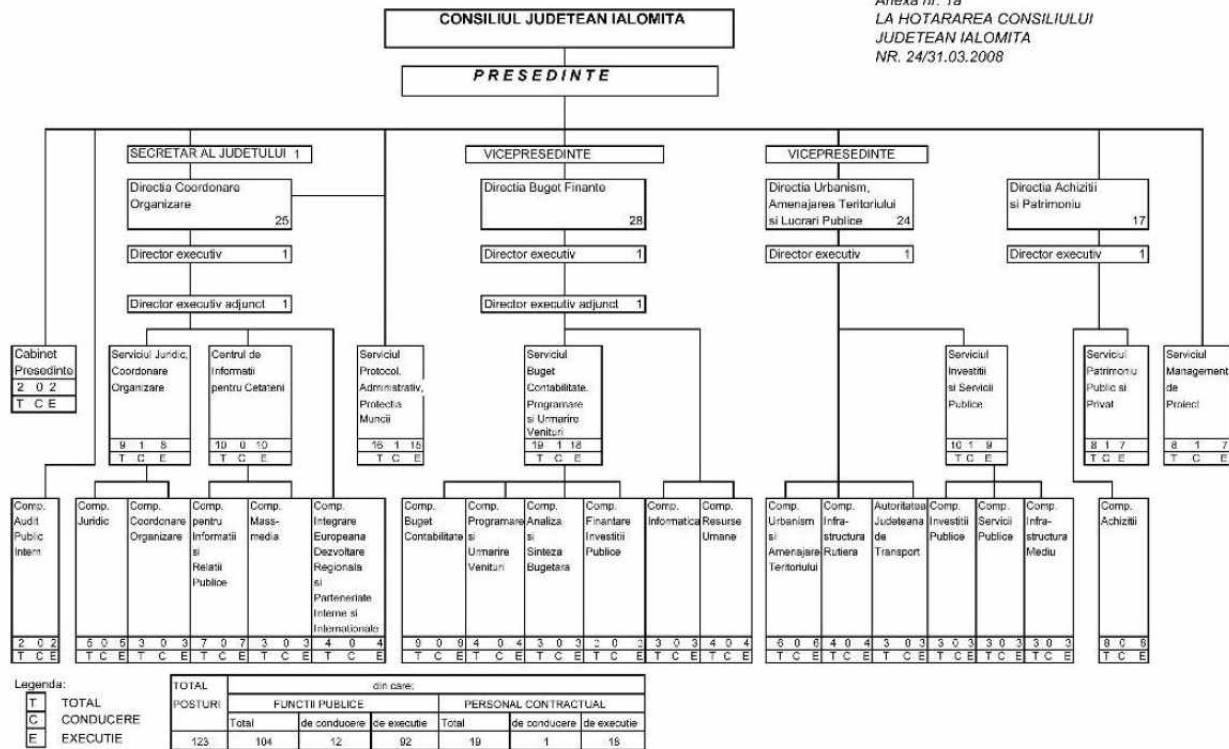 Anexa nr. 1a
LA HOTARAREA CONSILIULUI
JUDETEAN IALOMITA
NR. 24/31.03.2008
CONSILIUL JUDETEAN IALOMITA
PRESEDINTE
SECRETAR AL JUDETULUI 1
VICEPRESEDINTE
VICEPRESEDINTE
Directia Coordonare
Organizare
25
Directia Buget Finante
28
Directia Urbanism,
Amenajarea Teritoriului
si Lucrari Publice 24
Directia Achizitii
si Patrimoniu
17
Director executiv 1
Director executiv 1
Director executiv 1
Director executiv 1
Director executiv adjunct 1
Director executiv adjunct 1
Cabinet
Presedinte
2 0 2
T C E
Serviciul Juridic,
Coordonare
Organizare
9 1 8
T C E
Centrul de
Informatii
pentru Cetateni
10 0 10
T C E
Serviciul
Protocol,
Administrativ,
Protectia
Muncii
16 1 15
T C E
Serviciul
Buget
Contabilitate.
Programare
si Urmarire
Venituri
19 1 18
T C E
Serviciul
Investitii
si Servicii
Publice
10 1 9
T C E
Serviciul
Patrimoniu
Public si
Privat
8 1 7
T C E
Serviciul
Management
de
Proiect
8 1 7
T C E
Comp.
Audit
Public
Intern
2 0 2
T C E
Comp.
Juridic
5 0 5
T C E
Comp.
Coordonare
Organizare
3 0 3
T C E
Comp.
pentru
Informatii
si
Relatii
Publice
7 0 7
T C E
Comp.
Mass-
media
3 0 3
T C E
Comp.
Integrare
Europeana
Dezvoltare
Regionala
si
Parteneriate
Interne si
Internationale
4 0 4
T C E
Comp.
Buget
Contabilitate
9 0 9
T C E
Comp.
Programare
si
Urmarire
Venituri
4 0 4
T C E
Comp.
Analiza
si
Sinteza
Bugetara
3 0 3
T C E
Comp.
Finantare
Investitii
Publice
0
T C E
Comp.
Informatica
3 0 3
T C E
Comp.
Resurse
Umane
4 0 4
T C E
Comp.
Urbanism
si
Amenajare
Teritoriului
6 0 6
T C E
Comp.
Infra-
structura
Rutiera
4 0 4
T C E
Autoritatea
Judeteana
de
Transport
3 0 3
T C E
Comp.
Investitii
Publice
3 0 3
T C E
Comp.
Servicii
Publice
3 0 3
T C E
Comp.
Infra-
structura
Mediu
3 0 3
T C E
Comp.
Achizitii
8 0 8
T C E
Legenda:
T TOTAL
C CONDUCERE
E EXECUTIE
TOTAL din care:
POSTURI FUNCTII PUBLICE PERSONAL CONTRACTUAL
Total de conducere de executie Total de conducere de executie
123 104 12 92 19 1 18